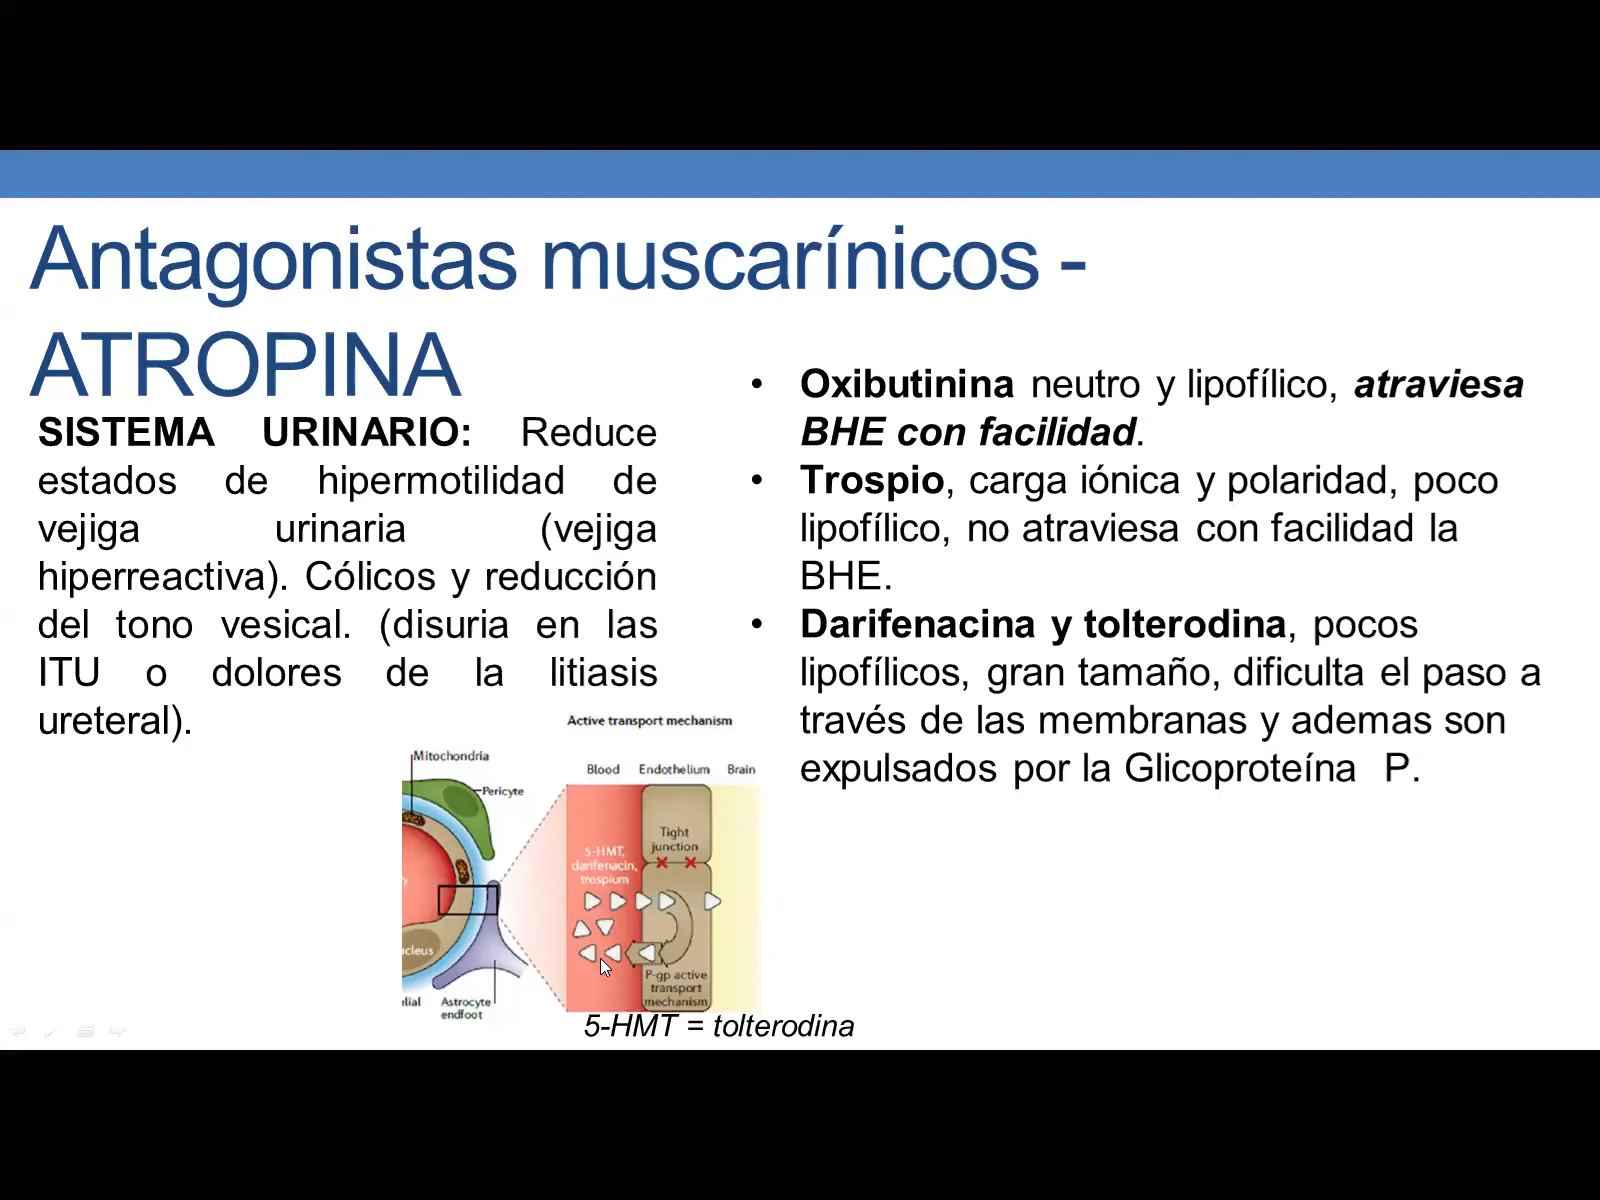 Antagonistas muscarínicos -
ATROPINA
SISTEMA URINARIO: Reduce
estados de hipermotilidad de
vejiga urinaria (vejiga
hiperreactiva). Cólicos y reducción
del tono vesical. (disuria en las
ITU o dolores de la litiasis
ureteral).
• Oxibutinina neutro y lipofílico, atraviesa
BHE con facilidad.
• Trospio, carga iónica y polaridad, poco
lipofílico, no atraviesa con facilidad la
BHE.
• Darifenacina y tolterodina, pocos
lipofílicos, gran tamaño, dificulta el paso a
través de las membranas y ademas son
expulsados por la Glicoproteína P.
Active transport mechanism
Mitochondria
Pericyte
Blood Endothelium Brain
Tight
junction
5-HMT,
darifenacin,
trospium
y
cleus
P-gp active
transport
mechanism
lial
Astrocyte
endfoot
5-HMT = tolterodina